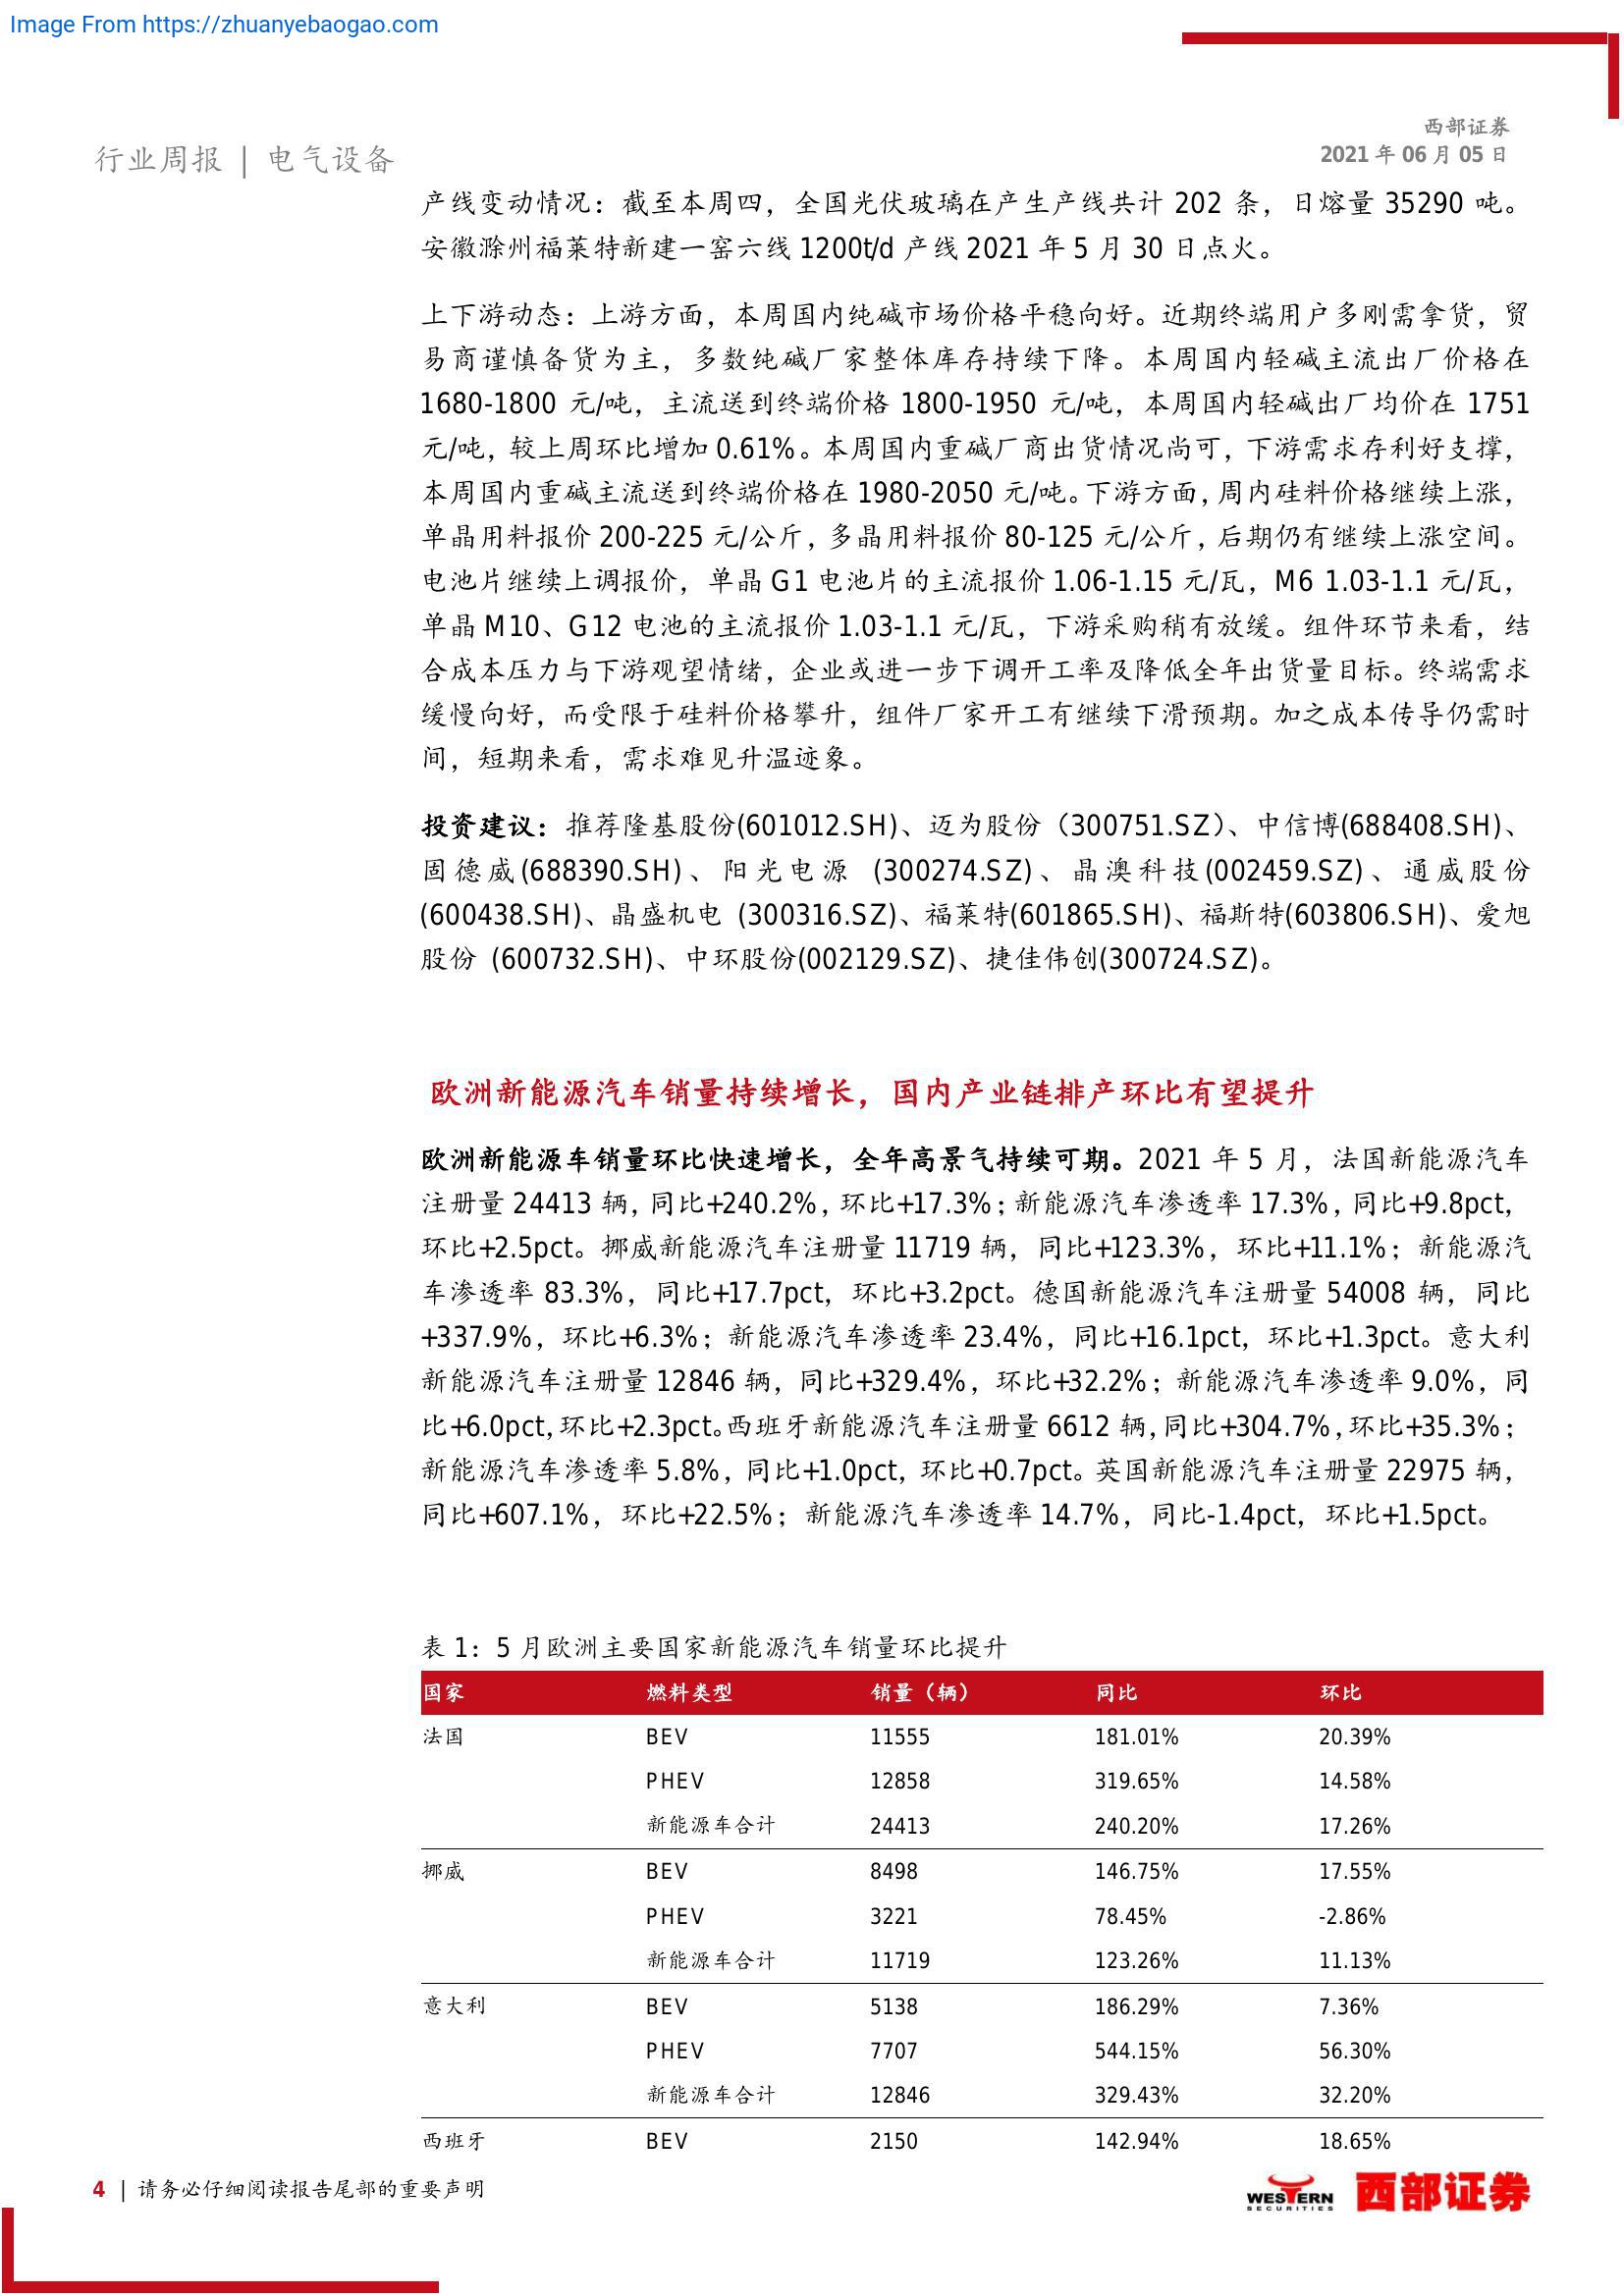 Image From https://zhuanyebaogao.com
西部证券
2021 年 06 月 05 日
行业周报 | 电气设备
产线变动情况：截至本周四，全国光伏玻璃在产生产线共计 202 条，日熔量 35290 吨。
安徽滁州福莱特新建一窑六线 1200t/d 产线 2021 年 5 月 30 日点火。
上下游动态：上游方面，本周国内纯碱市场价格平稳向好。近期终端用户多刚需拿货，贸
易商谨慎备货为主，多数纯碱厂家整体库存持续下降。本周国内轻碱主流出厂价格在
1680-1800 元/吨，主流送到终端价格 1800-1950 元/吨，本周国内轻碱出厂均价在 1751
元/吨，较上周环比增加 0.61%。本周国内重碱厂商出货情况尚可，下游需求存利好支撑，
本周国内重碱主流送到终端价格在 1980-2050 元/吨。下游方面，周内硅料价格继续上涨，
单晶用料报价 200-225 元/公斤，多晶用料报价 80-125 元/公斤，后期仍有继续上涨空间。
电池片继续上调报价，单晶 G1 电池片的主流报价 1.06-1.15 元/瓦，M6 1.03-1.1 元/瓦，
单晶 M10、G12 电池的主流报价 1.03-1.1 元/瓦，下游采购稍有放缓。组件环节来看，结
合成本压力与下游观望情绪，企业或进一步下调开工率及降低全年出货量目标。终端需求
缓慢向好，而受限于硅料价格攀升，组件厂家开工有继续下滑预期。加之成本传导仍需时
间，短期来看，需求难见升温迹象。
投资建议：推荐隆基股份(601012.SH)、迈为股份（300751.SZ）、中信博(688408.SH)、
固德威(688390.SH)、阳光电源 (300274.SZ)、晶澳科技(002459.SZ)、通威股份
(600438.SH)、晶盛机电 (300316.SZ)、福莱特(601865.SH)、福斯特(603806.SH)、爱旭
股份 (600732.SH)、中环股份(002129.SZ)、捷佳伟创(300724.SZ)。
欧洲新能源汽车销量持续增长，国内产业链排产环比有望提升
欧洲新能源车销量环比快速增长，全年高景气持续可期。2021 年 5 月，法国新能源汽车
注册量 24413 辆，同比+240.2%，环比+17.3%；新能源汽车渗透率 17.3%，同比+9.8pct，
环比+2.5pct。挪威新能源汽车注册量 11719 辆，同比+123.3%，环比+11.1%；新能源汽
车渗透率 83.3%，同比+17.7pct，环比+3.2pct。德国新能源汽车注册量 54008 辆，同比
+337.9%，环比+6.3%；新能源汽车渗透率 23.4%，同比+16.1pct，环比+1.3pct。意大利
新能源汽车注册量 12846 辆，同比+329.4%，环比+32.2%；新能源汽车渗透率 9.0%，同
比+6.0pct，环比+2.3pct。西班牙新能源汽车注册量 6612 辆，同比+304.7%，环比+35.3%；
新能源汽车渗透率 5.8%，同比+1.0pct，环比+0.7pct。英国新能源汽车注册量 22975 辆，
同比+607.1%，环比+22.5%；新能源汽车渗透率 14.7%，同比-1.4pct，环比+1.5pct。
表 1：5 月欧洲主要国家新能源汽车销量环比提升
国家 燃料类型 销量（辆） 同比 环比
法国 BEV 11555 181.01% 20.39%
PHEV 12858 319.65% 14.58%
新能源车合计 24413 240.20% 17.26%
挪威 BEV 8498 146.75% 17.55%
PHEV 3221 78.45% -2.86%
新能源车合计 11719 123.26% 11.13%
意大利 BEV 5138 186.29% 7.36%
PHEV 7707 544.15% 56.30%
新能源车合计 12846 329.43% 32.20%
西班牙 BEV 2150 142.94% 18.65%
4 | 请务必仔细阅读报告尾部的重要声明
WESTERN
SECURITIES
西部证券